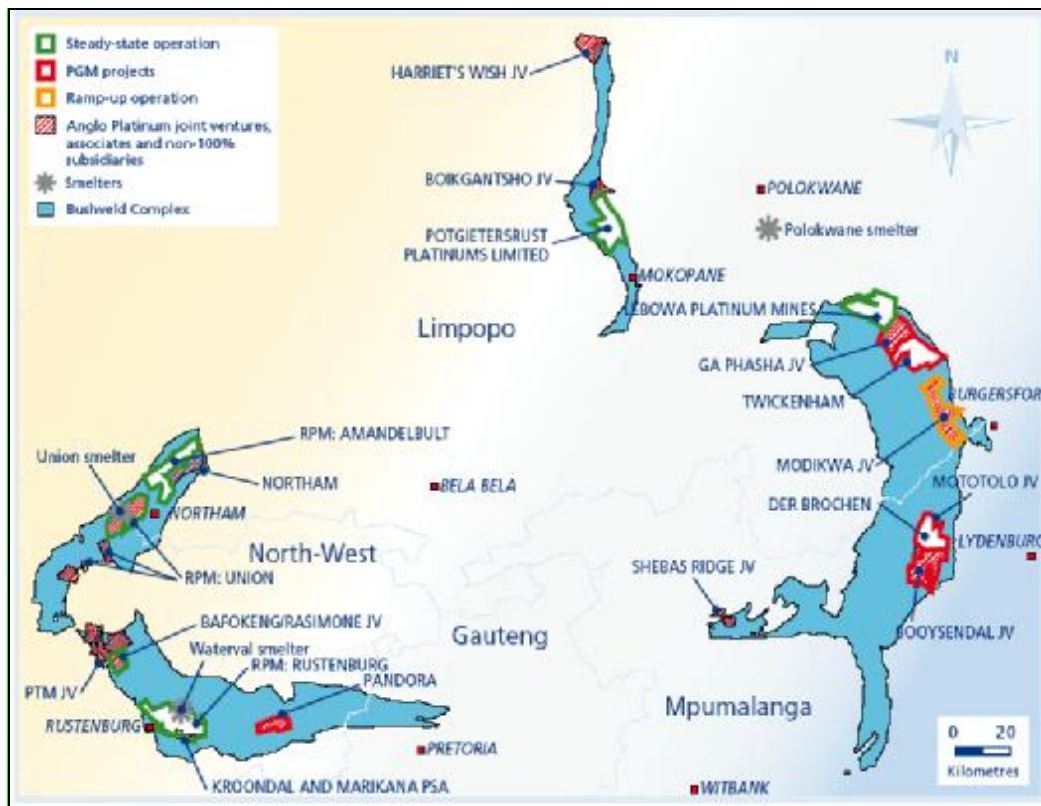 Steady-state operation
PGM projects
Ramp-up operation
Anglo Platinum joint ventures,
associates and non-100%
subsidiaries
Smelters
Bushveld Complex
HARRIET'S WISH JV
N
BOIKGANTSHO JV
POLOKWANE
POTGIETERSRUST
PLATINUMS LIMITED
Polokwane smelter
MOKOPANE
LEBOWA PLATINUM MINES
Limpopo
GA PHASHA JV
TWICKENHAM
BURGERSFOR
RPM: AMANDELBULT
Union smelter
NORTHAM
MODIKWA JV
BELA BELA
MOTOTOLO JV
NORTHAM
DER BROCHEN
North-West
LYDENBURG
RPM: UNION
SHEBAS RIDGE JV
BAFOKENG/RASIMONE JV
Gauteng
Waterval smelter
BOOYSENDAL JV
RPM: RUSTENBURG
PANDORA
PTM JV
Mpumalanga
RUSTENBURG
0 20
Kilometres
PRETORIA
KROONDAL AND MARIKANA PSA
WITBANK